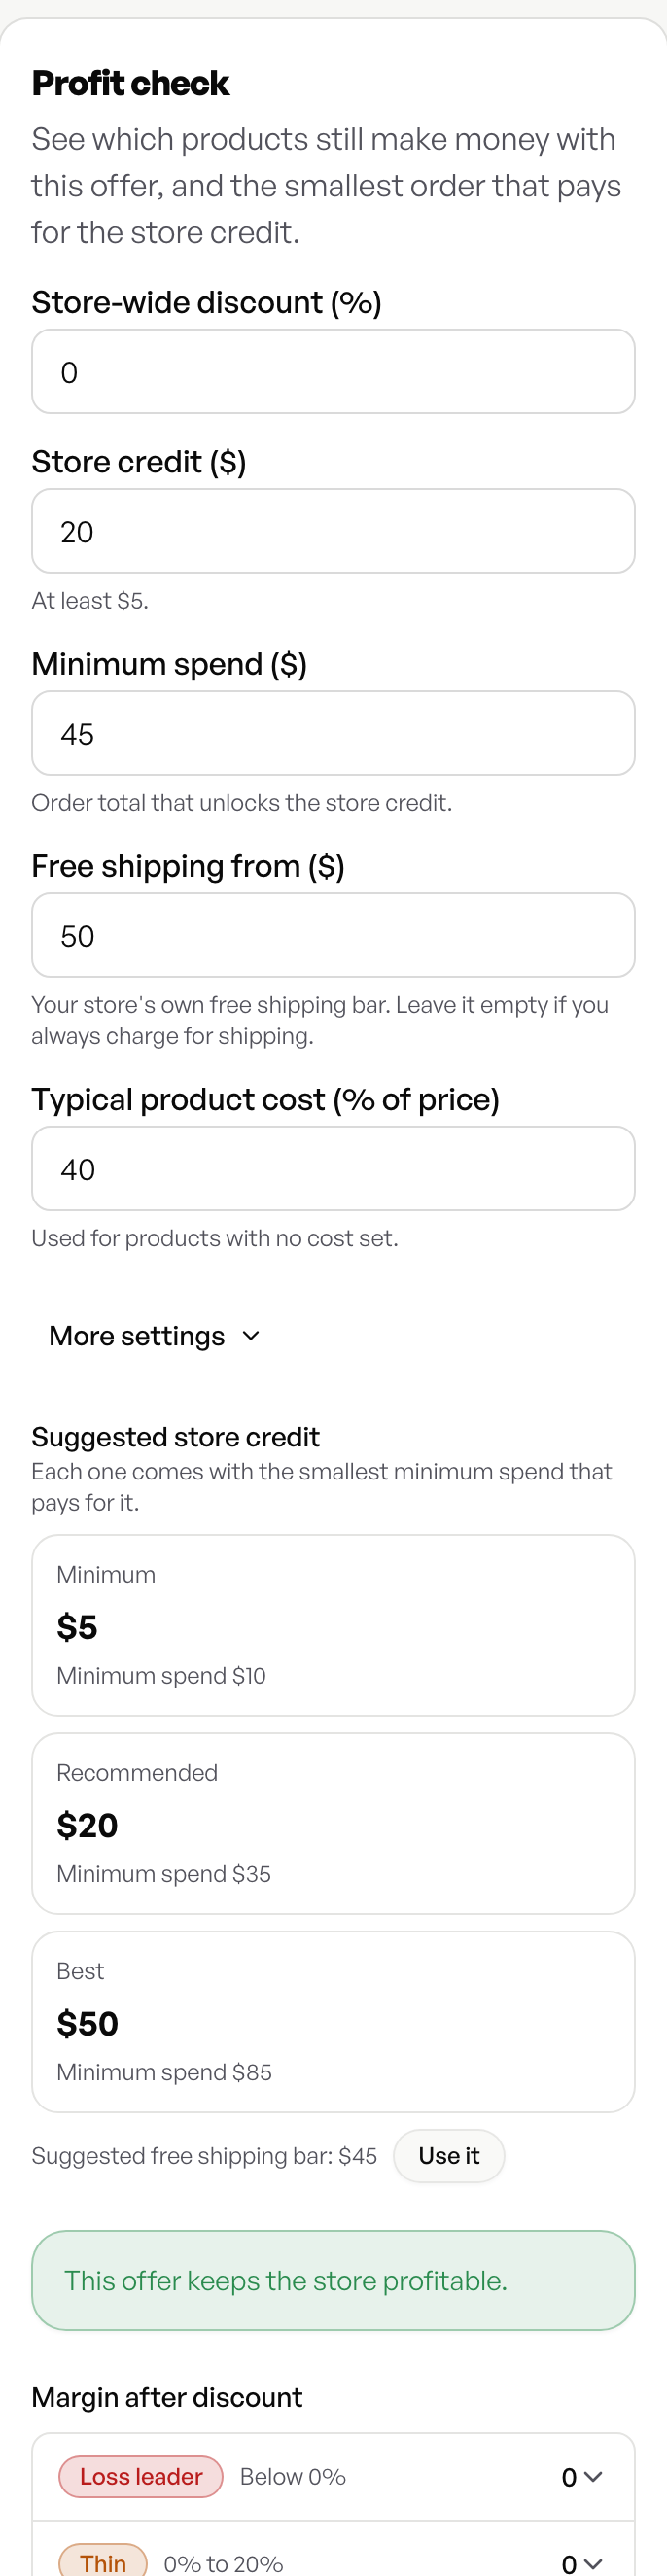 Profit check
See which products still make money with
this offer, and the smallest order that pays
for the store credit.
Store-wide discount (%)
0
Store credit ($)
20
At least $5.
Minimum spend ($)
45
Order total that unlocks the store credit.
Free shipping from ($)
50
Your store's own free shipping bar. Leave it empty if you
always charge for shipping.
Typical product cost (% of price)
40
Used for products with no cost set.
More settings
Suggested store credit
Each one comes with the smallest minimum spend that
pays for it.
Minimum
$5
Minimum spend $10
Recommended
$20
Minimum spend $35
Best
$50
Minimum spend $85
Suggested free shipping bar: $45 Use it
This offer keeps the store profitable.
Margin after discount
Loss leader Below 0% 0
Thin 0% to 20% 0